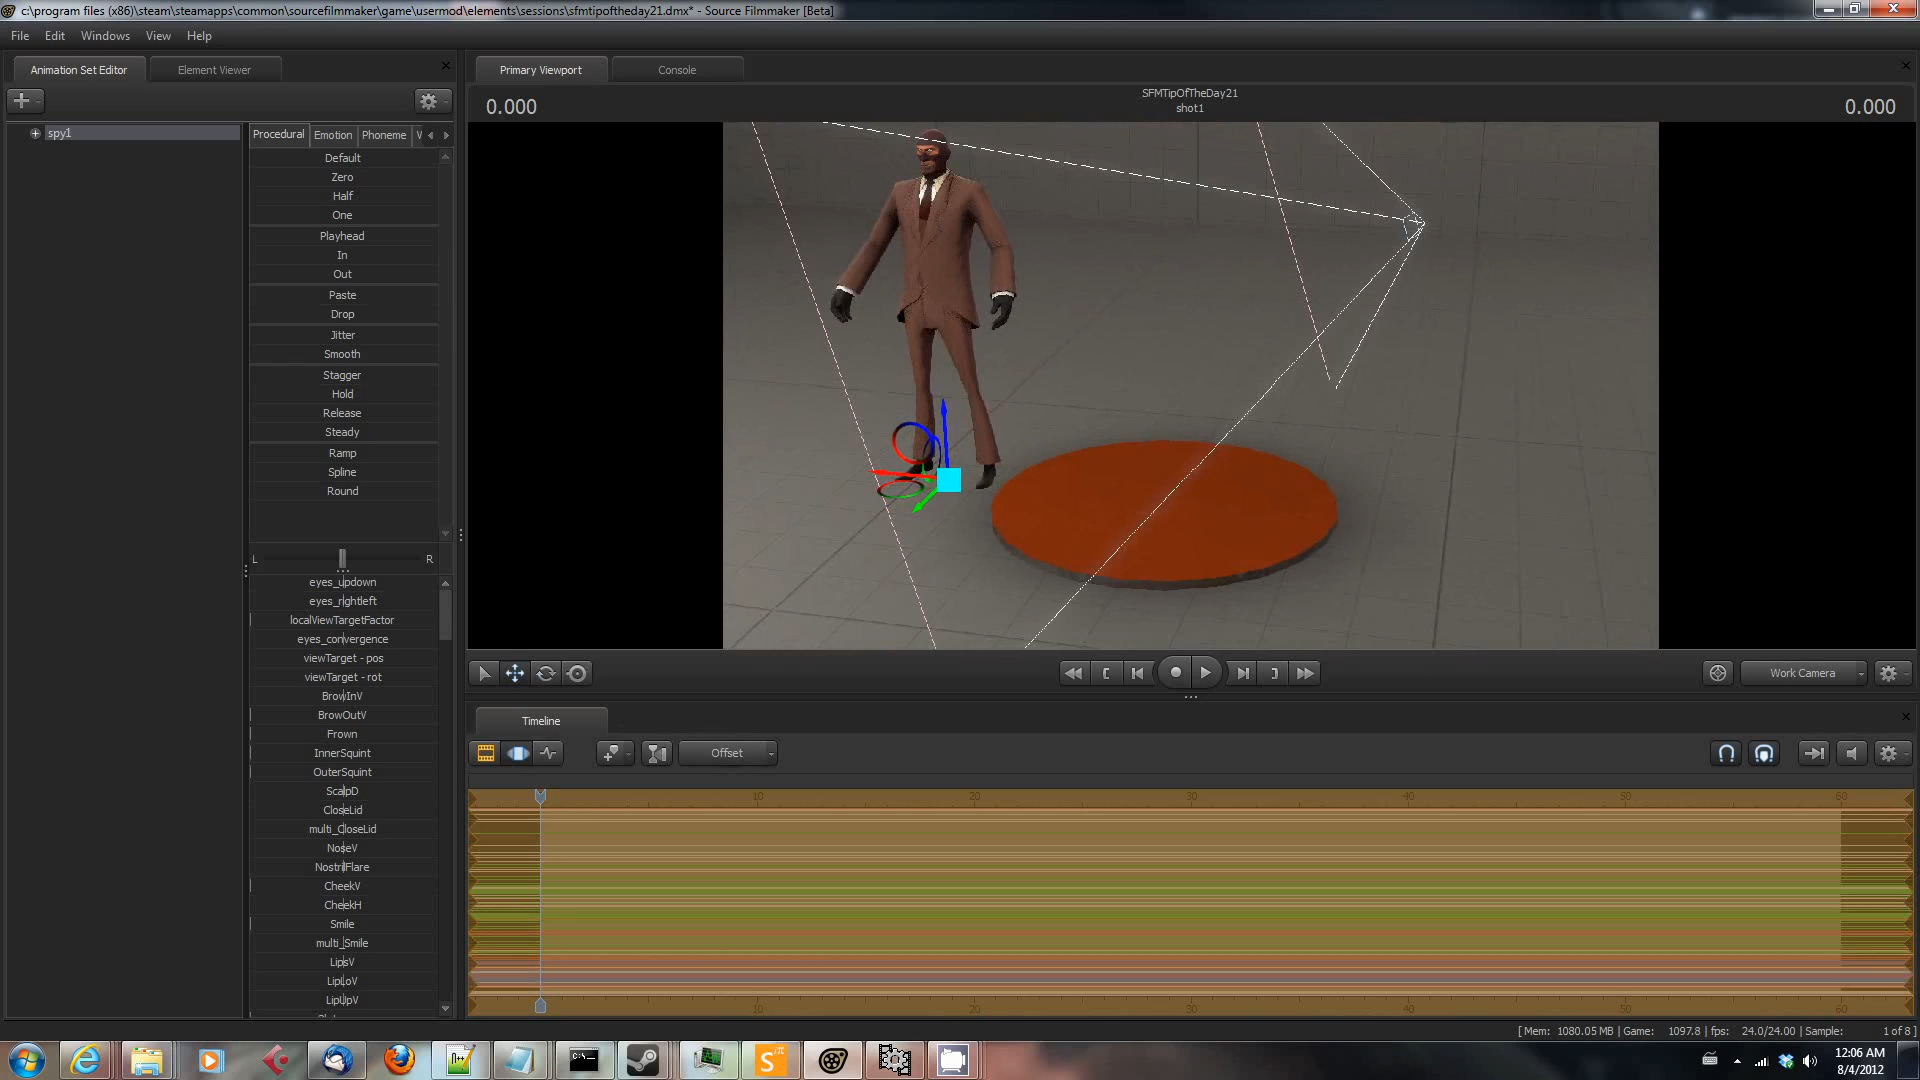 c:\program files (x86)\steam\steamapps\common\sourcefilmmaker\game\usermod\elements\sessions\sfmtipoftheday21.dmx* - Source Filmmaker [Beta]
File Edit Windows View Help
Animation Set Editor Element Viewer
Primary Viewport Console
0.000
SFMTipOfTheDay21
shot1
0.000
spy1
Procedural Emotion Phoneme
Default
Zero
Half
One
Playhead
In
Out
Paste
Drop
Jitter
Smooth
Stagger
Hold
Release
Steady
Ramp
Spline
Round
L R
eyes_updown
eyes_rightleft
localViewTargetFactor
eyes_convergence
viewTarget - pos
viewTarget - rot
BrowInV
BrowOutV
Frown
InnerSquint
OuterSquint
ScalpD
CloseLid
multi_CloseLid
NoseV
NostrilFlare
CheekV
CheekH
Smile
multi_Smile
LipsV
LipLoV
LipUpV
Work Camera
Timeline
Offset
10 20 30 40 50 60
10 20 30 40 50 60
[ Mem: 1080.05 MB | Game: 1097.8 | fps: 24.0/24.00 | Sample: 1 of 8 ]
12:06 AM
8/4/2012